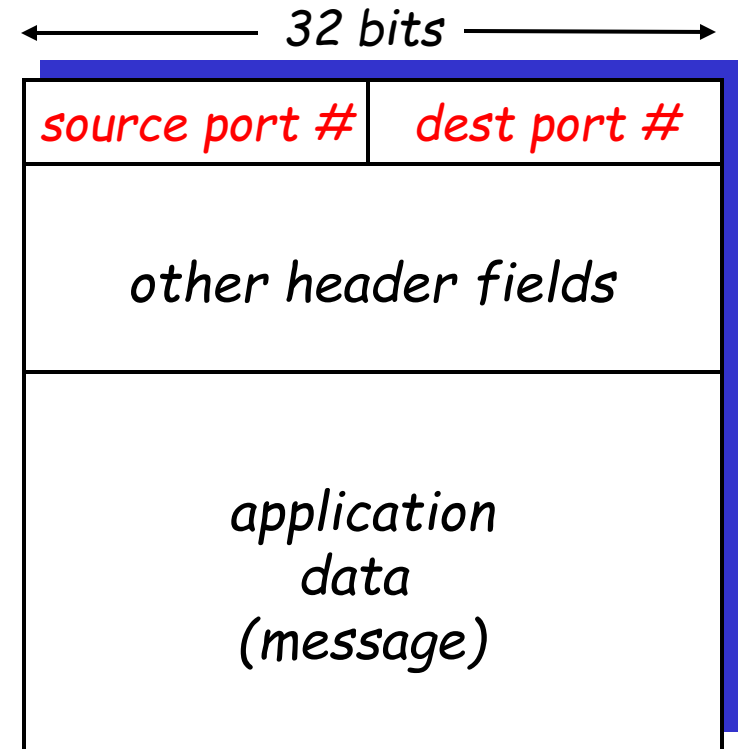 32 bits
source port # dest port #
other header fields
application
data
(message)